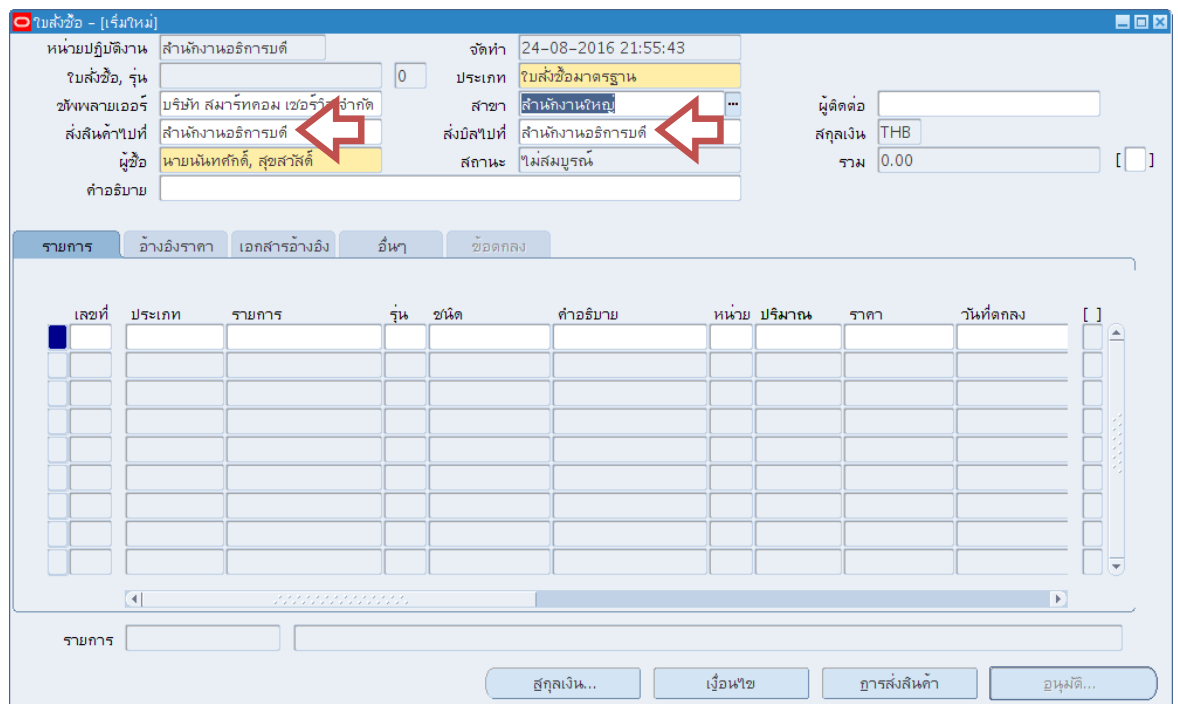 ใบสั่งซื้อ - [เริ่มใหม่]
หน่วยปฏิบัติงาน สำนักงานอธิการบดี จัดทำ 24-08-2016 21:55:43
ใบสั่งซื้อ, รุ่น 0 ประเภท ใบสั่งซื้อมาตรฐาน
ซัพพลายเออร์ บริษัท สมาร์ทคอม เซอร์วิส จำกัด สาขา สำนักงานใหญ่ ... ผู้ติดต่อ
ส่งสินค้าไปที่ สำนักงานอธิการบดี ส่งบิลไปที่ สำนักงานอธิการบดี สกุลเงิน THB
ผู้ซื้อ นายนันทศักดิ์, สุขสวัสดิ์ สถานะ ไม่สมบูรณ์ รวม 0.00 [ ]
คำอธิบาย
รายการ อ้างอิงราคา เอกสารอ้างอิง อื่นๆ ข้อตกลง
เลขที่ ประเภท รายการ รุ่น ชนิด คำอธิบาย หน่วย ปริมาณ ราคา วันที่ตกลง [ ]
รายการ
สกุลเงิน... เงื่อนไข การส่งสินค้า อนุมัติ...